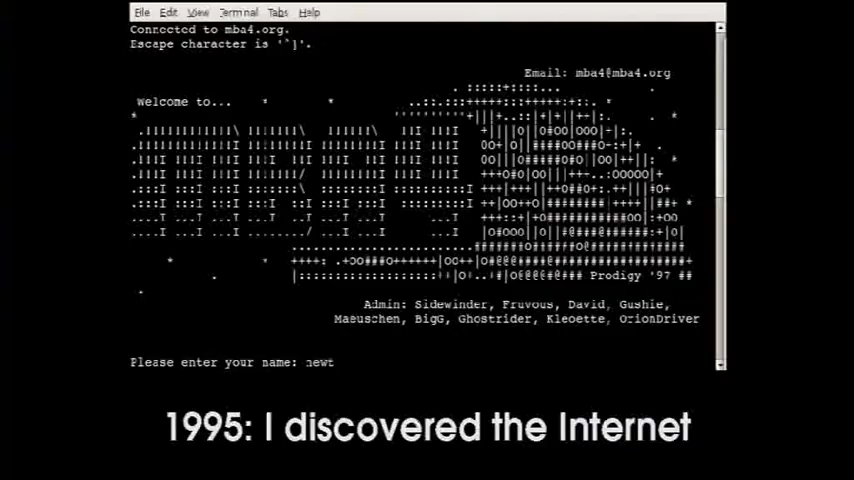 File Edit View Terminal Tabs Help
Connected to mba4.org.
Escape character is '^]'.
Email: mba4@mba4.org
Welcome to...
Prodigy '97
Admin: Sidewinder, Fruvous, David, Gushie,
BigG, Ghostrider, OrionDriver
Please enter your name: newt
1995: I discovered the Internet